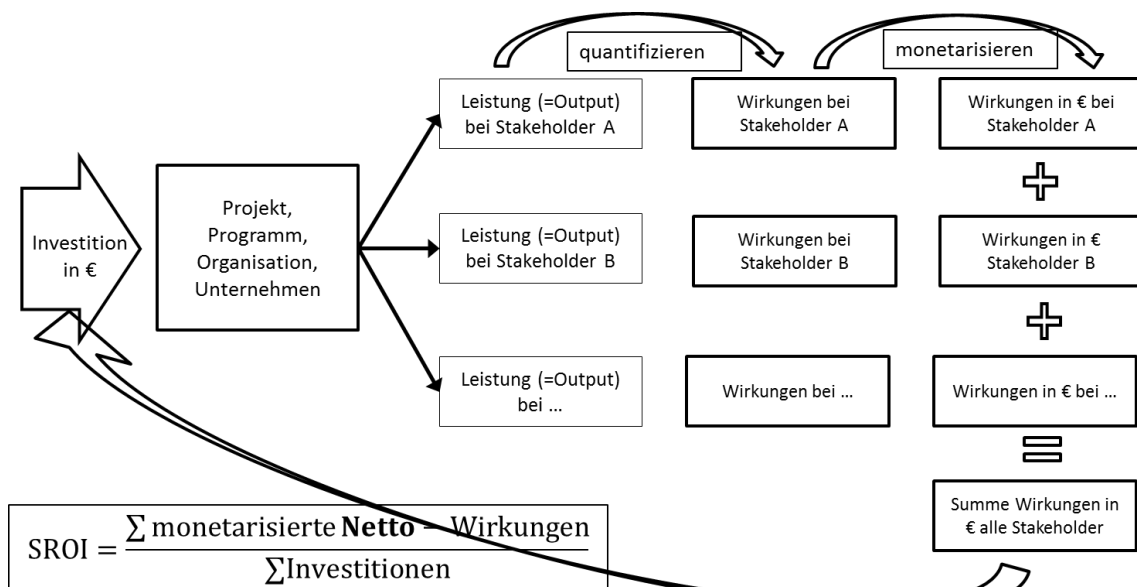 quantifizieren
monetarisieren
Leistung (=Output)
bei Stakeholder A
Wirkungen bei
Stakeholder A
Wirkungen in € bei
Stakeholder A
Investition
in €
Projekt,
Programm,
Organisation,
Unternehmen
Leistung (=Output)
bei Stakeholder B
Wirkungen bei
Stakeholder B
Wirkungen in €
Stakeholder B
Leistung (=Output)
bei ...
Wirkungen bei ...
Wirkungen in € bei ...
Summe Wirkungen in
€ alle Stakeholder
SROI = ∑ monetarisierte Netto − Wirkungen
∑Investitionen